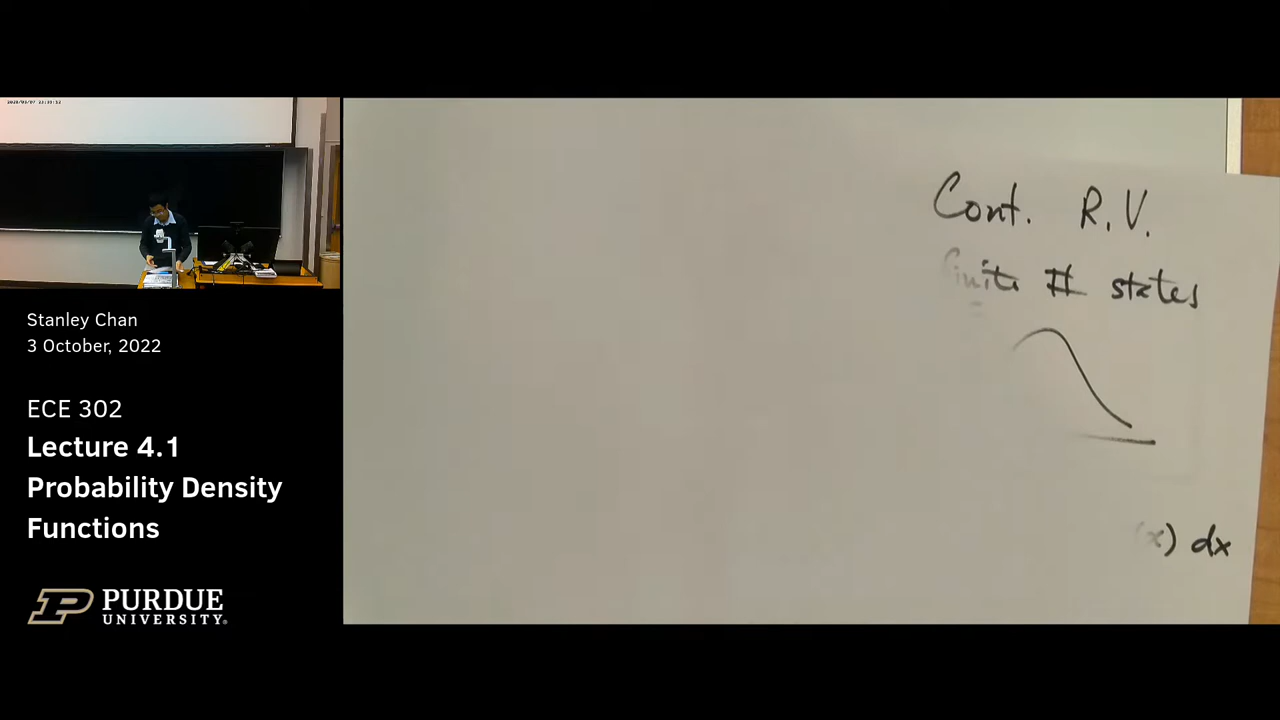 Stanley Chan
3 October, 2022
ECE 302
Lecture 4.1
Probability Density
Functions
PURDUE
UNIVERSITY.
Cont. R.V.
# states
(x) dx